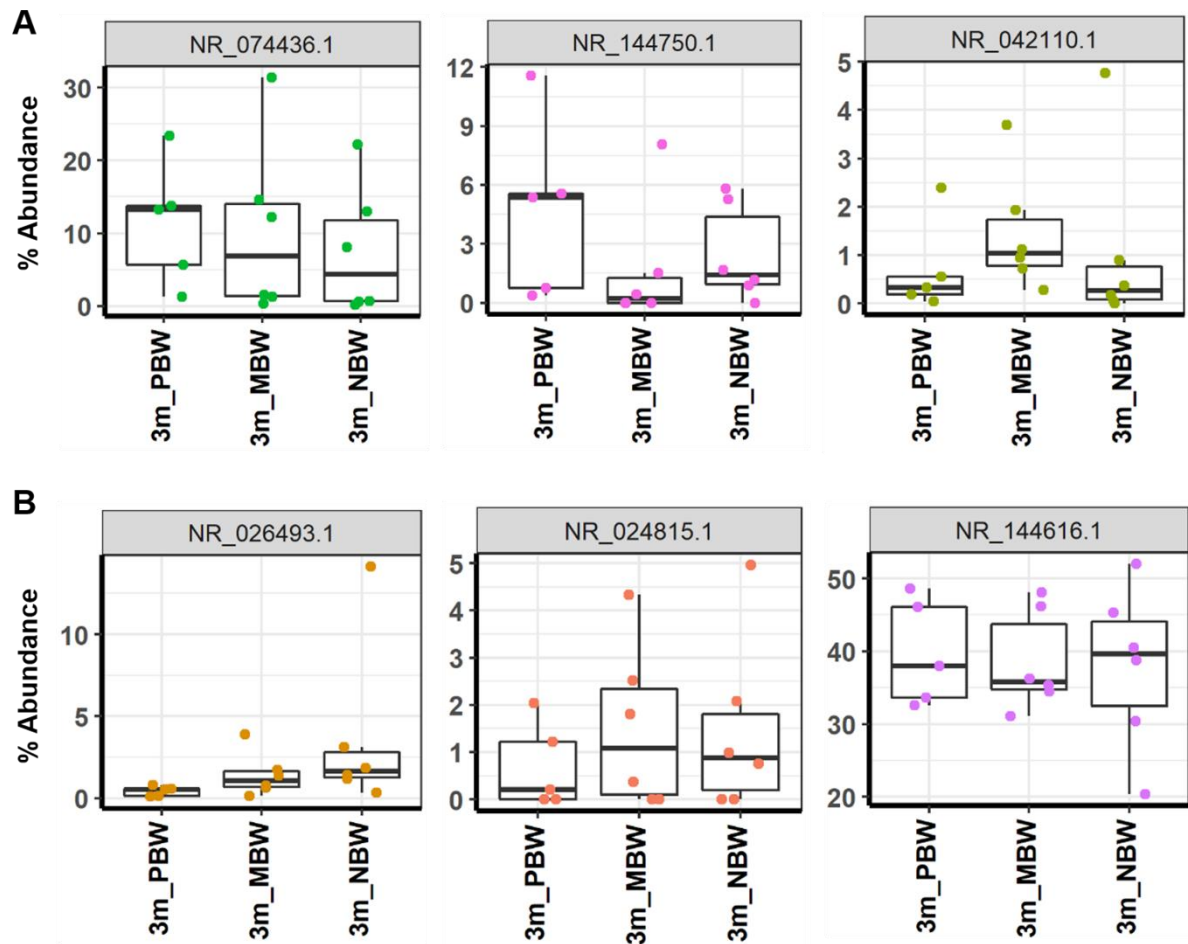 A
NR_074436.1
NR_144750.1
NR_042110.1
% Abundance
30
20
10
0
12
9
6
3
0
5
4
3
2
1
0
3m_PBW
3m_MBW
3m_NBW
3m_PBW
3m_MBW
3m_NBW
3m_PBW
3m_MBW
3m_NBW
B
NR_026493.1
NR_024815.1
NR_144616.1
% Abundance
10
5
0
5
4
3
2
1
0
50
40
30
20
3m_PBW
3m_MBW
3m_NBW
3m_PBW
3m_MBW
3m_NBW
3m_PBW
3m_MBW
3m_NBW